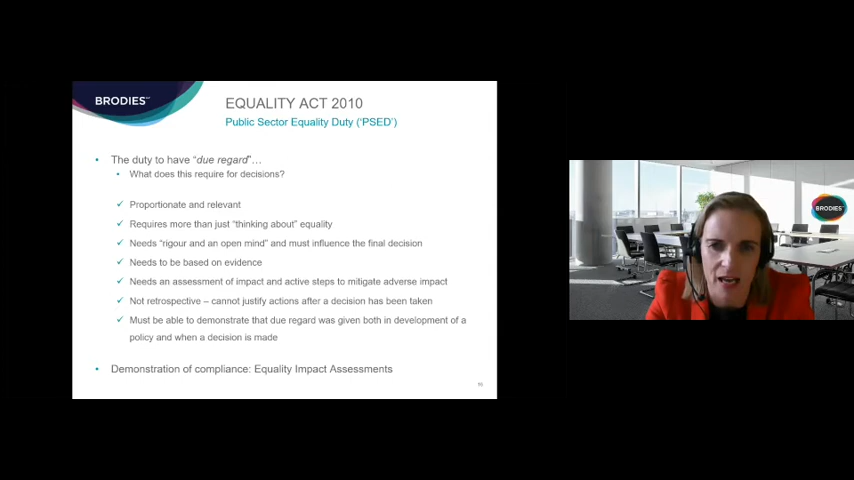 BRODIES LLP
EQUALITY ACT 2010
Public Sector Equality Duty ('PSED')
• The duty to have "due regard"…
• What does this require for decisions?
✓ Proportionate and relevant
✓ Requires more than just "thinking about" equality
✓ Needs "rigour and an open mind" and must influence the final decision
✓ Needs to be based on evidence
✓ Needs an assessment of impact and active steps to mitigate adverse impact
✓ Not retrospective – cannot justify actions after a decision has been taken
✓ Must be able to demonstrate that due regard was given both in development of a
policy and when a decision is made
• Demonstration of compliance: Equality Impact Assessments
BRODIES